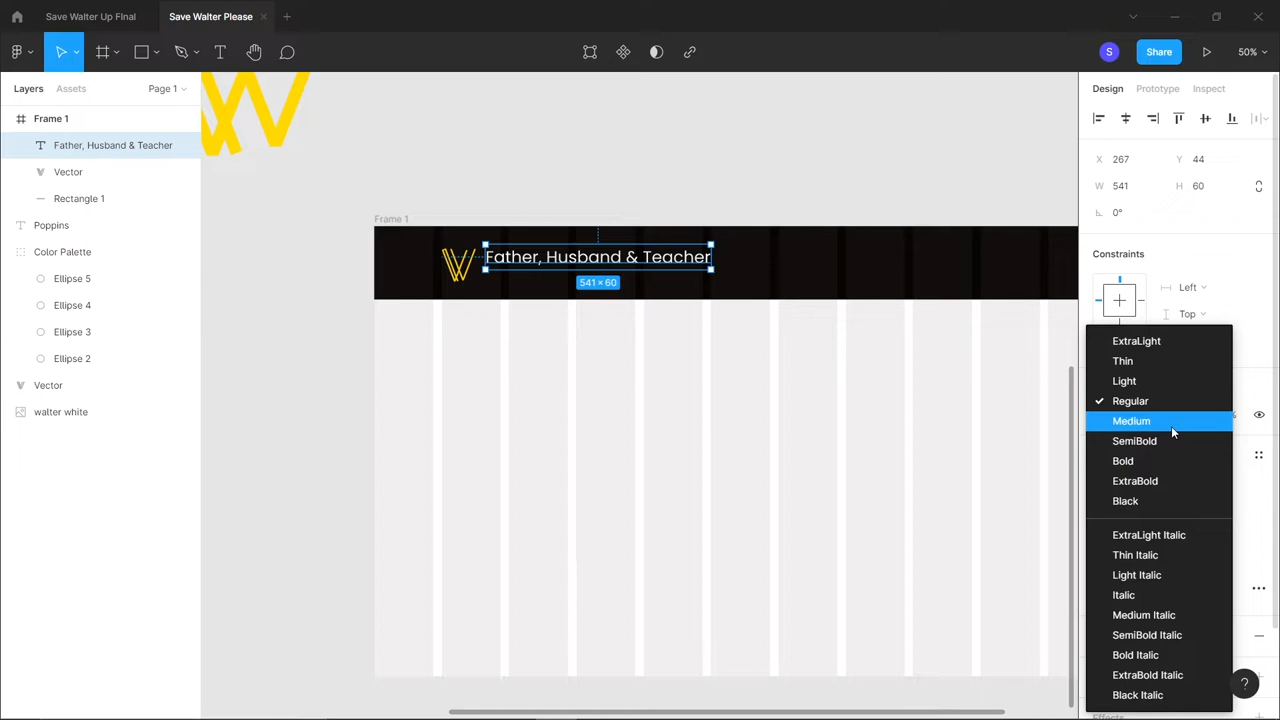 Save Walter Up FInal
Save Walter Please
S
Share
50%
Layers
Assets
Page 1
Frame 1
Father, Husband & Teacher
Vector
Rectangle 1
Poppins
Color Palette
Ellipse 5
Ellipse 4
Ellipse 3
Ellipse 2
Vector
walter white
Frame 1
Father, Husband & Teacher
541 × 60
Design
Prototype
Inspect
X 267
Y 44
W 541
H 60
0°
Constraints
Left
Top
ExtraLight
Thin
Light
Regular
Medium
SemiBold
Bold
ExtraBold
Black
ExtraLight Italic
Thin Italic
Light Italic
Italic
Medium Italic
SemiBold Italic
Bold Italic
ExtraBold Italic
Black Italic
%
?
Effects